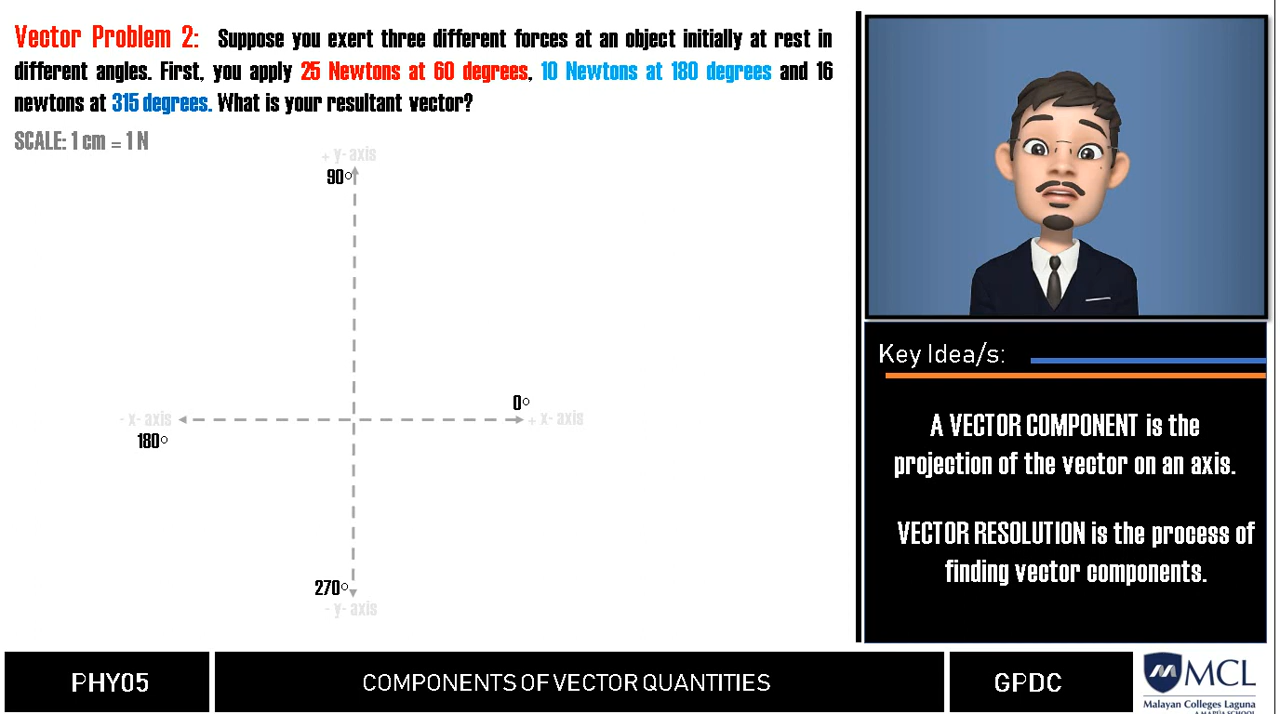 Vector Problem 2: Suppose you exert three different forces at an object initially at rest in
different angles. First, you apply 25 Newtons at 60 degrees, 10 Newtons at 180 degrees and 16
newtons at 315 degrees. What is your resultant vector?
SCALE: 1 cm = 1 N
+ y- axis
90°
0°
- x- axis
+ x- axis
180°
270°
- y- axis
Key Idea/s:
A VECTOR COMPONENT is the
projection of the vector on an axis.
VECTOR RESOLUTION is the process of
finding vector components.
PHY05
COMPONENTS OF VECTOR QUANTITIES
GPDC
MCL
Malayan Colleges Laguna
A MAPÚA SCHOOL